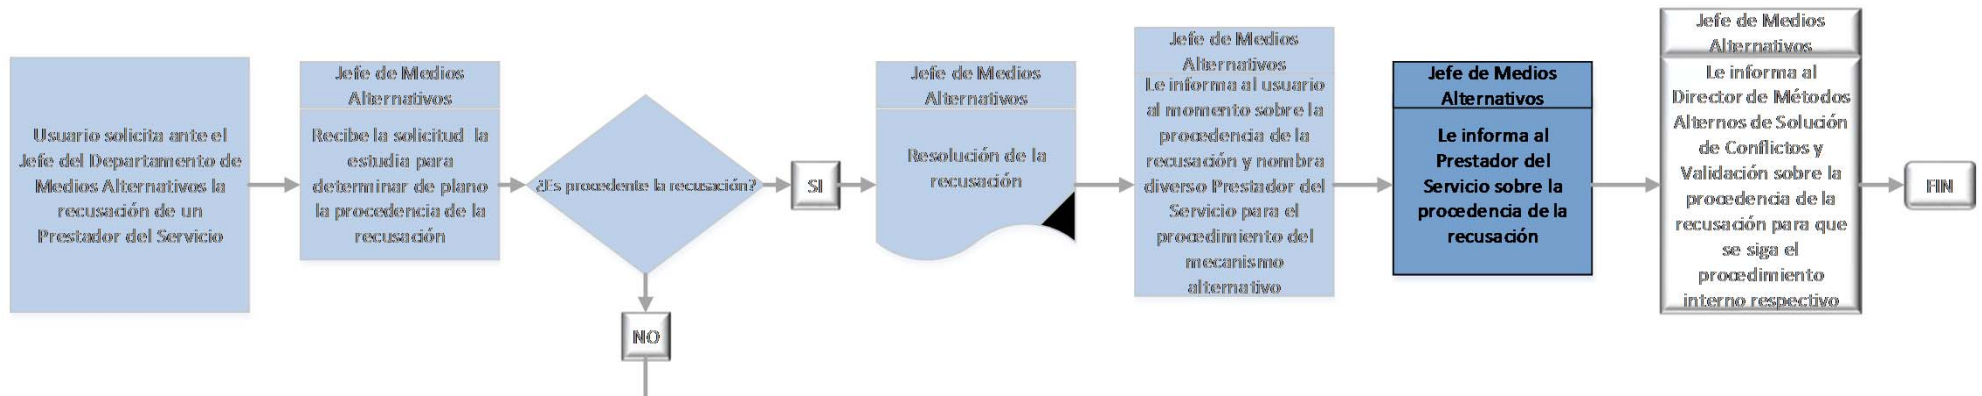 Usuario solicita ante el
Jefe del Departamento de
Medios Alternativos la
recusación de un
Prestador del Servicio
Jefe de Medios
Alternativos
Recibe la solicitud la
estudia para
determinar de plano
la procedencia de la
recusación
¿Es procedente la recusación?
SI
NO
Jefe de Medios
Alternativos
Resolución de la
recusación
Jefe de Medios
Alternativos
Le informa al usuario
al momento sobre la
procedencia de la
recusación y nombra
diverso Prestador del
Servicio para el
procedimiento del
mecanismo
alternativo
Jefe de Medios
Alternativos
Le informa al
Prestador del
Servicio sobre la
procedencia de la
recusación
Jefe de Medios
Alternativos
Le informa al
Director de Métodos
Alternos de Solución
de Conflictos y
Validación sobre la
procedencia de la
recusación para que
se siga el
procedimiento
interno respectivo
FIN